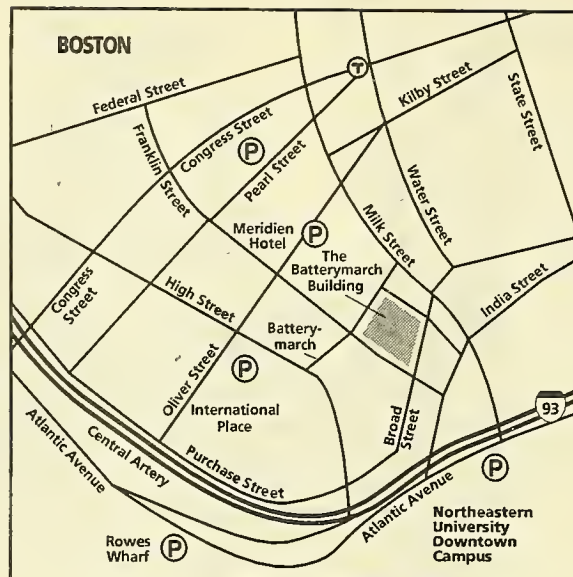 BOSTON
T
Federal Street
Kilby Street
State Street
Congress Street
P
Franklin Street
Pearl Street
Water Street
Meridien
Hotel
P
Milk Street
The
Batterymarch
Building
India Street
Congress
Street
High Street
Battery-
march
Oliver Street
P
International
Place
Broad
Street
93
Atlantic Avenue
Central Artery
Purchase Street
Atlantic Avenue
P
Northeastern
University
Downtown
Campus
Rowes
Wharf
P